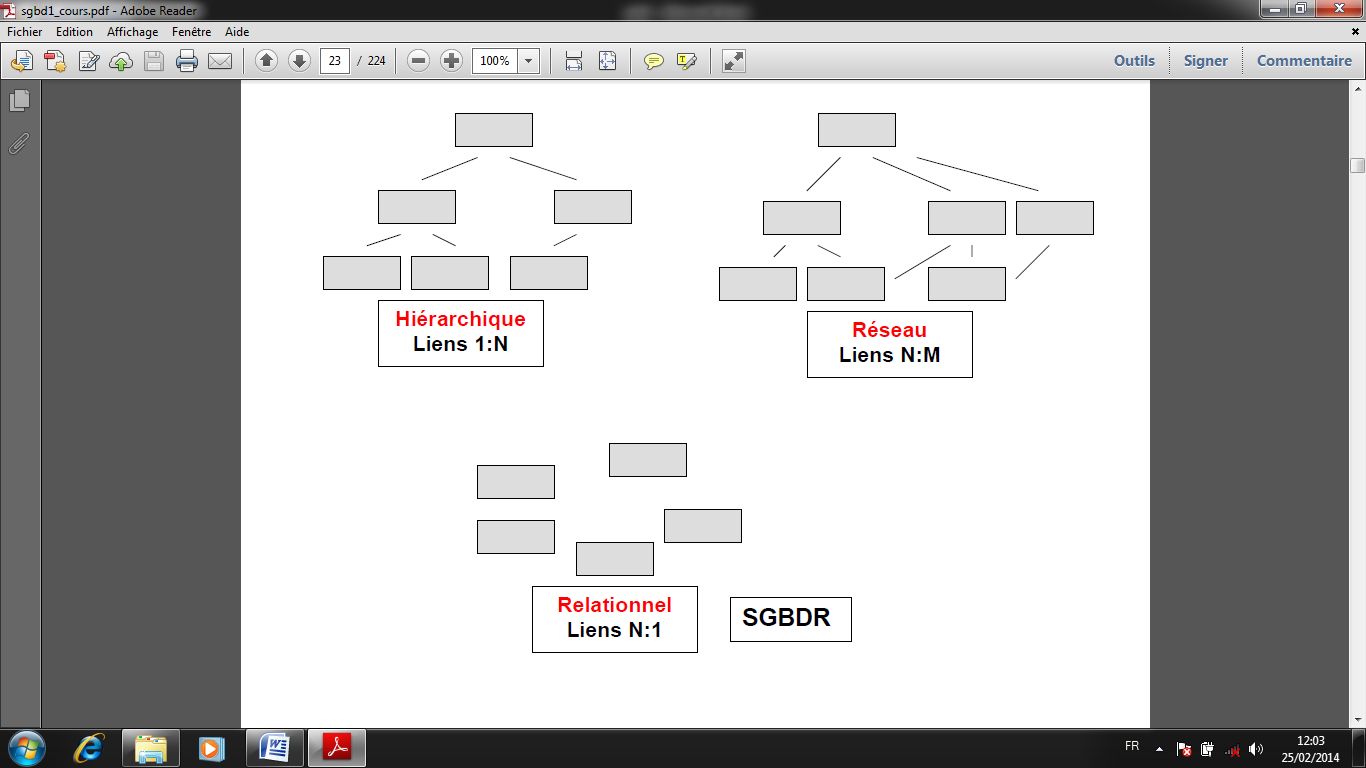 sgbd1_cours.pdf - Adobe Reader
Fichier Edition Affichage Fenêtre Aide
23 / 224 100% Outils Signer Commentaire
Hiérarchique
Liens 1:N
Réseau
Liens N:M
Relationnel
Liens N:1
SGBDR
FR
12:03
25/02/2014